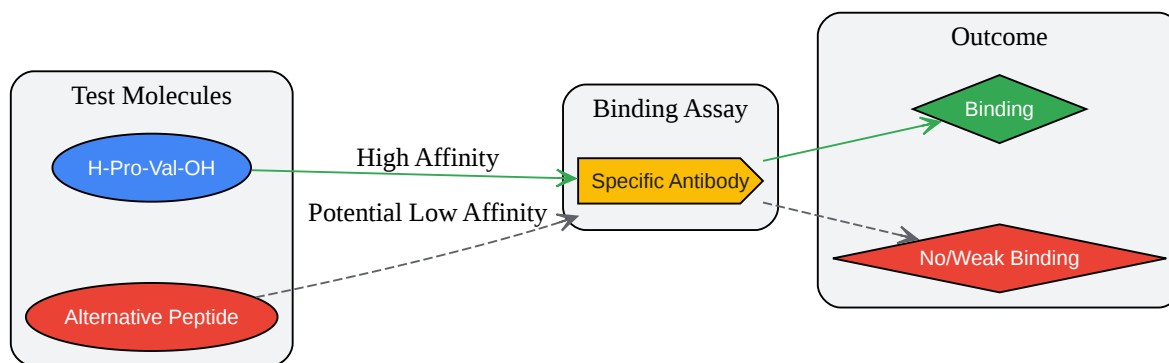 Test Molecules
H-Pro-Val-OH
Alternative Peptide
High Affinity
Potential Low Affinity
Binding Assay
Specific Antibody
Outcome
Binding
No/Weak Binding